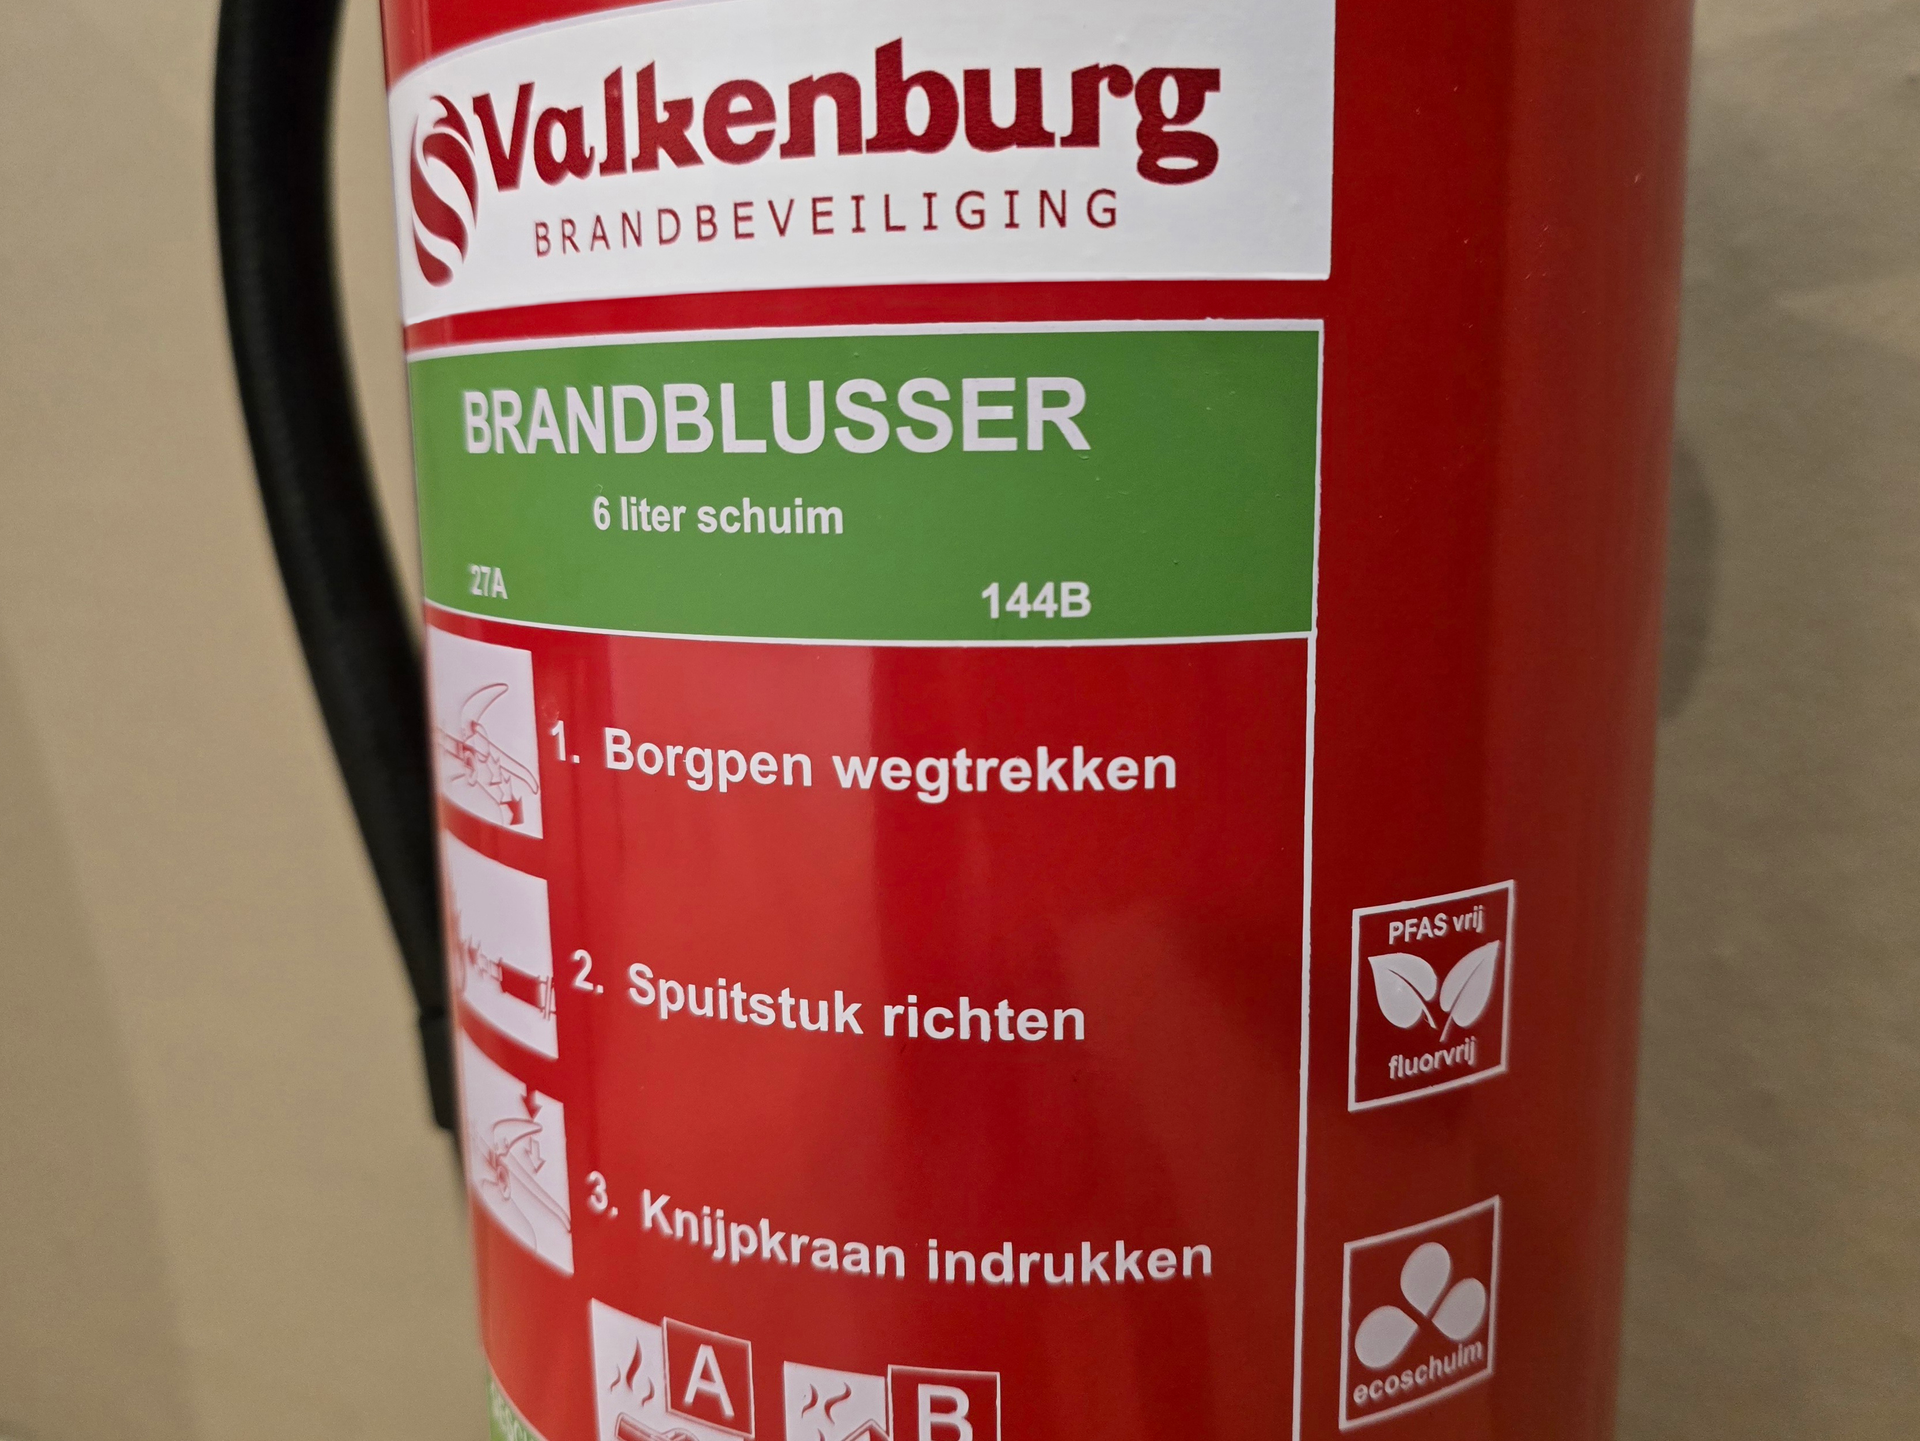 Valkenburg
BRANDBEVEILIGING
BRANDBLUSSER
6 liter schuim
27A
144B
1. Borgpen wegtrekken
2. Spuitstuk richten
3. Knijpkraan indrukken
A
B
PFAS vrij
fluorvrij
ecoschuim